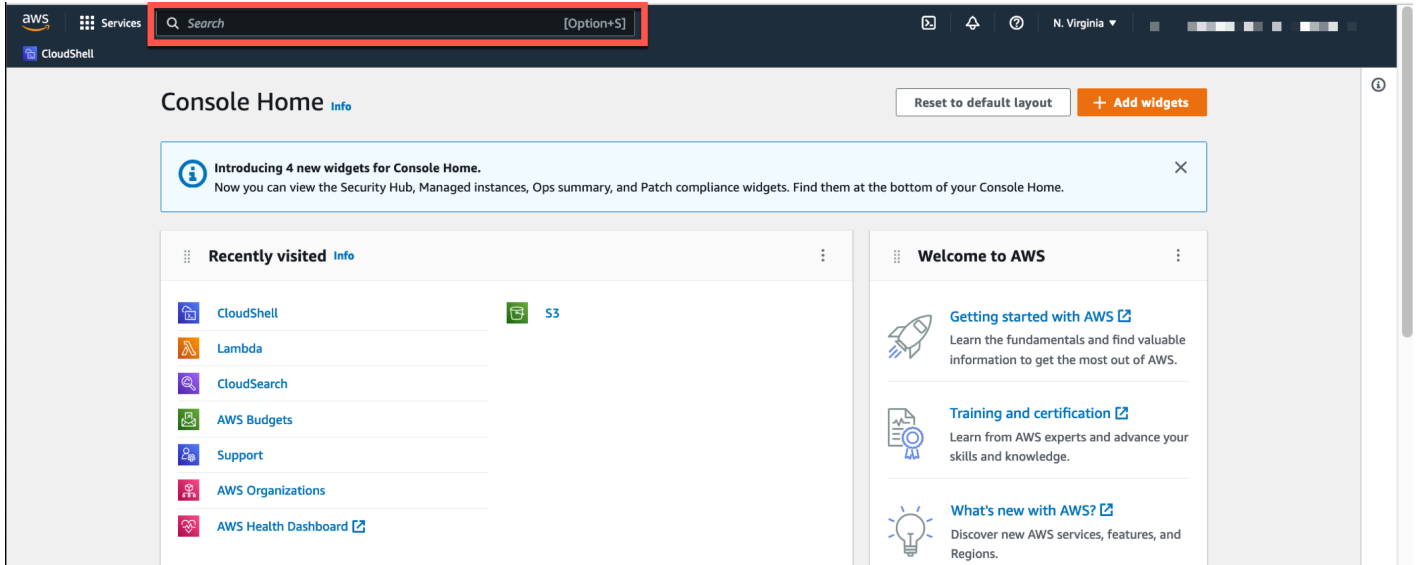 aws Services Search [Option+S] N. Virginia
CloudShell
Console Home Info
Reset to default layout
Add widgets
Introducing 4 new widgets for Console Home.
Now you can view the Security Hub, Managed instances, Ops summary, and Patch compliance widgets. Find them at the bottom of your Console Home.
Recently visited Info
CloudShell
Lambda
CloudSearch
AWS Budgets
Support
AWS Organizations
AWS Health Dashboard
S3
Welcome to AWS
Getting started with AWS
Learn the fundamentals and find valuable
information to get the most out of AWS.
Training and certification
Learn from AWS experts and advance your
skills and knowledge.
What's new with AWS?
Discover new AWS services, features, and
Regions.